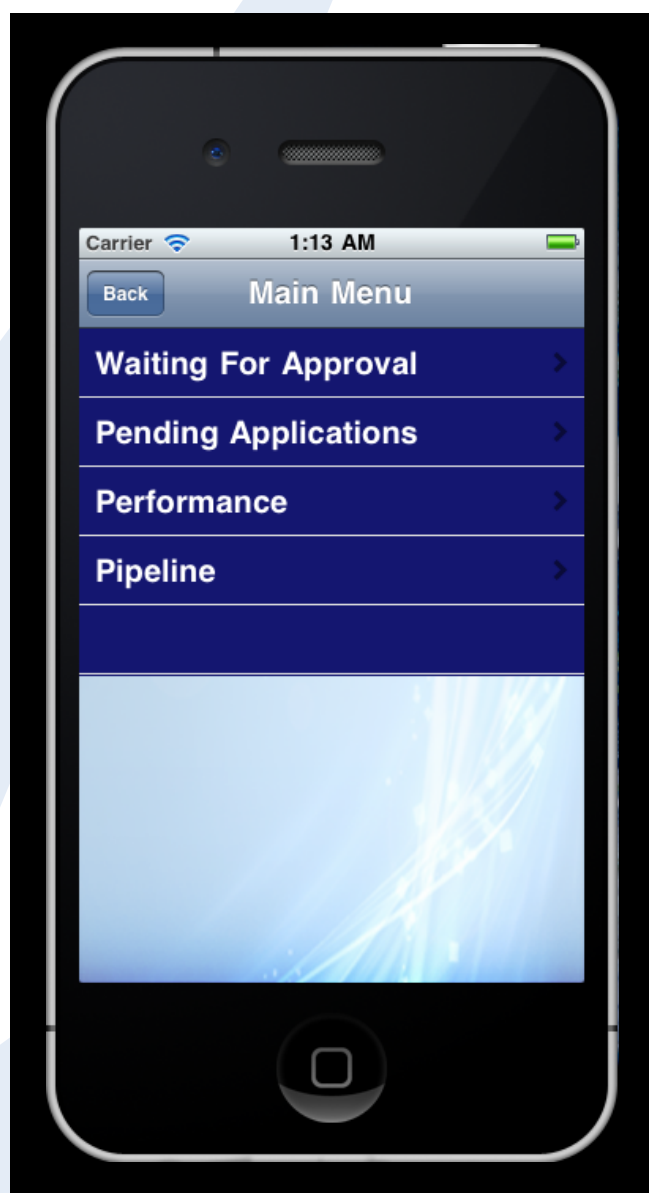 Carrier 1:13 AM
Back Main Menu
Waiting For Approval
Pending Applications
Performance
Pipeline